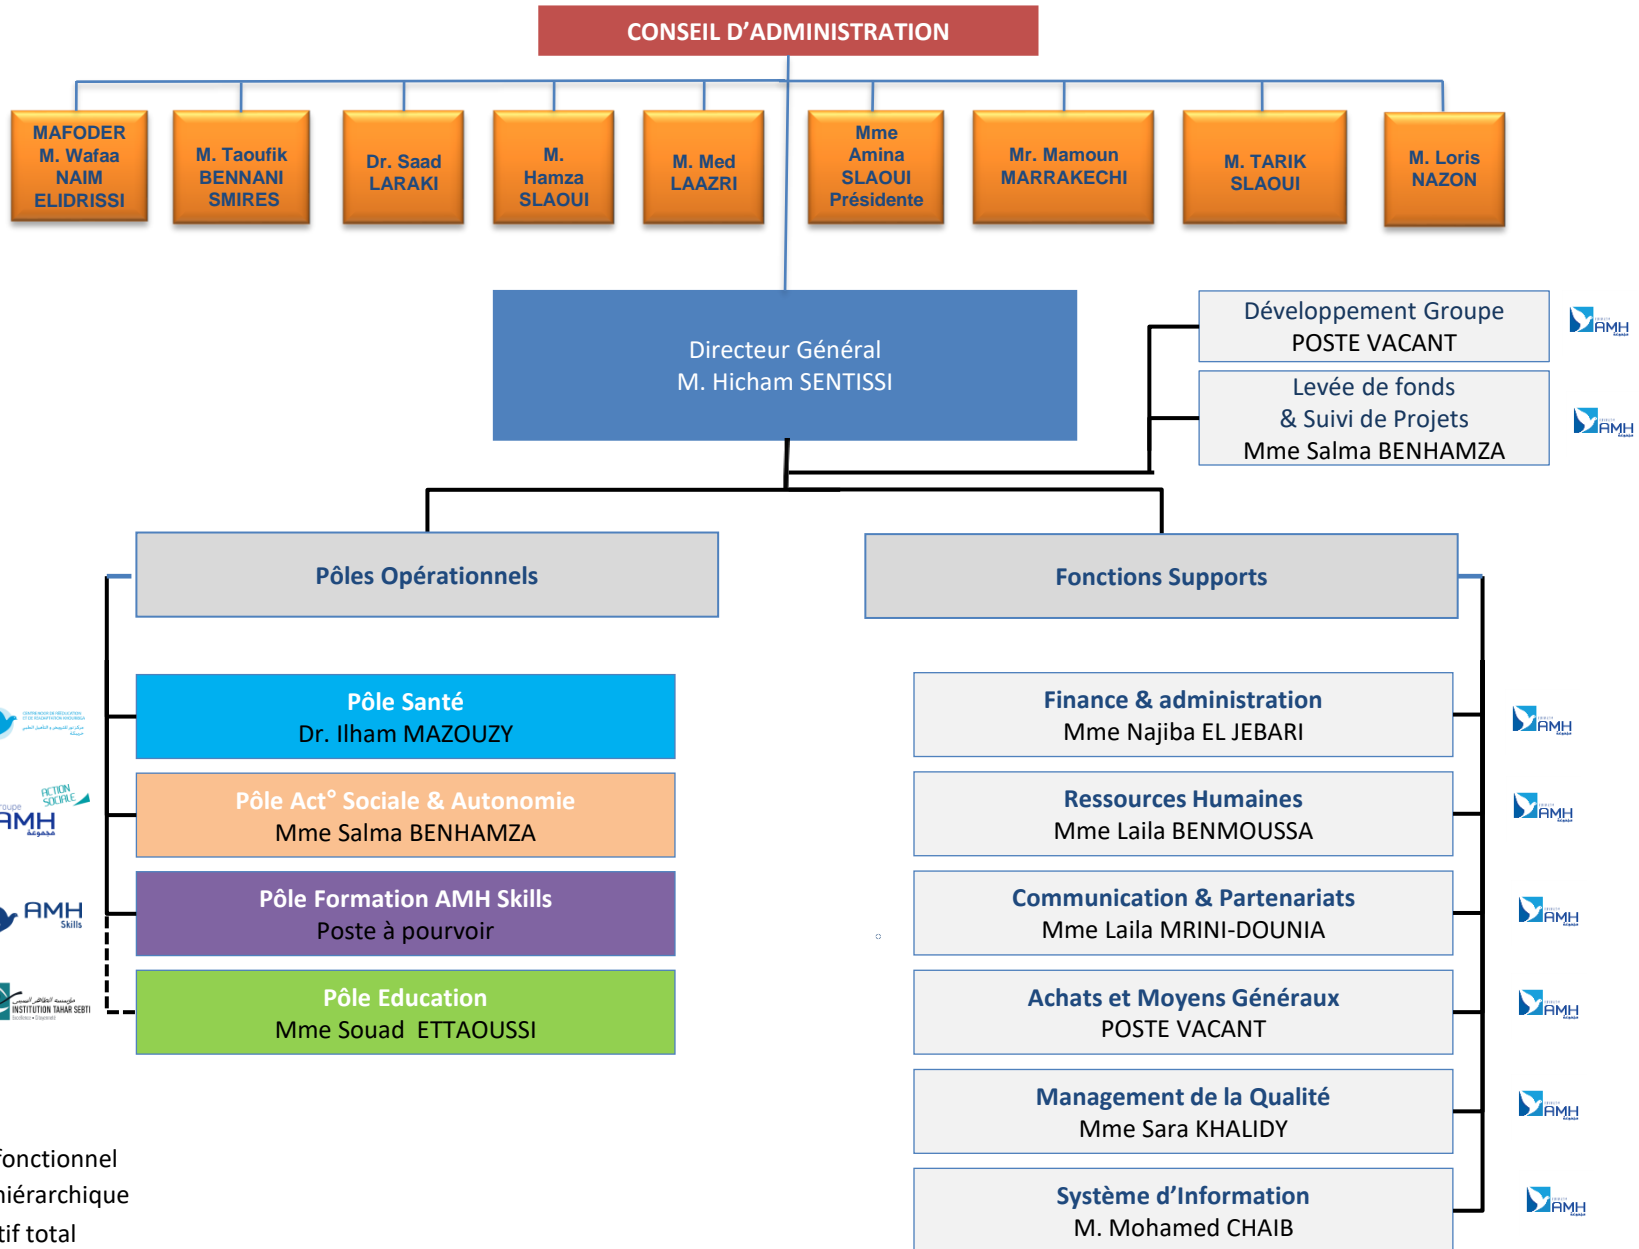 CONSEIL D’ADMINISTRATION
MAFODER
M. Wafaa
NAIM
ELIDRISSI
M. Taoufik
BENNANI
SMIRES
Dr. Saad
LARAKI
M.
Hamza
SLAOUI
M. Med
LAAZRI
Mme
Amina
SLAOUI
Présidente
Mr. Mamoun
MARRAKECHI
M. TARIK
SLAOUI
M. Loris
NAZON
Directeur Général
M. Hicham SENTISSI
Développement Groupe
POSTE VACANT
AMH
Levée de fonds
& Suivi de Projets
Mme Salma BENHAMZA
AMH
Pôles Opérationnels
Fonctions Supports
Pôle Santé
Dr. Ilham MAZOUZY
ACTION
SOCIALE
AMH
مجموعة
Pôle Act° Sociale & Autonomie
Mme Salma BENHAMZA
AMH
Skills
Pôle Formation AMH Skills
Poste à pourvoir
INSTITUTION TAHAR SEBTI
Pôle Education
Mme Souad ETTAOUSSI
Finance & administration
Mme Najiba EL JEBARI
AMH
Ressources Humaines
Mme Laila BENMOUSSA
AMH
Communication & Partenariats
Mme Laila MRINI-DOUNIA
AMH
Achats et Moyens Généraux
POSTE VACANT
AMH
Management de la Qualité
Mme Sara KHALIDY
AMH
Système d’Information
M. Mohamed CHAIB
AMH
fonctionnel
hiérarchique
tif total